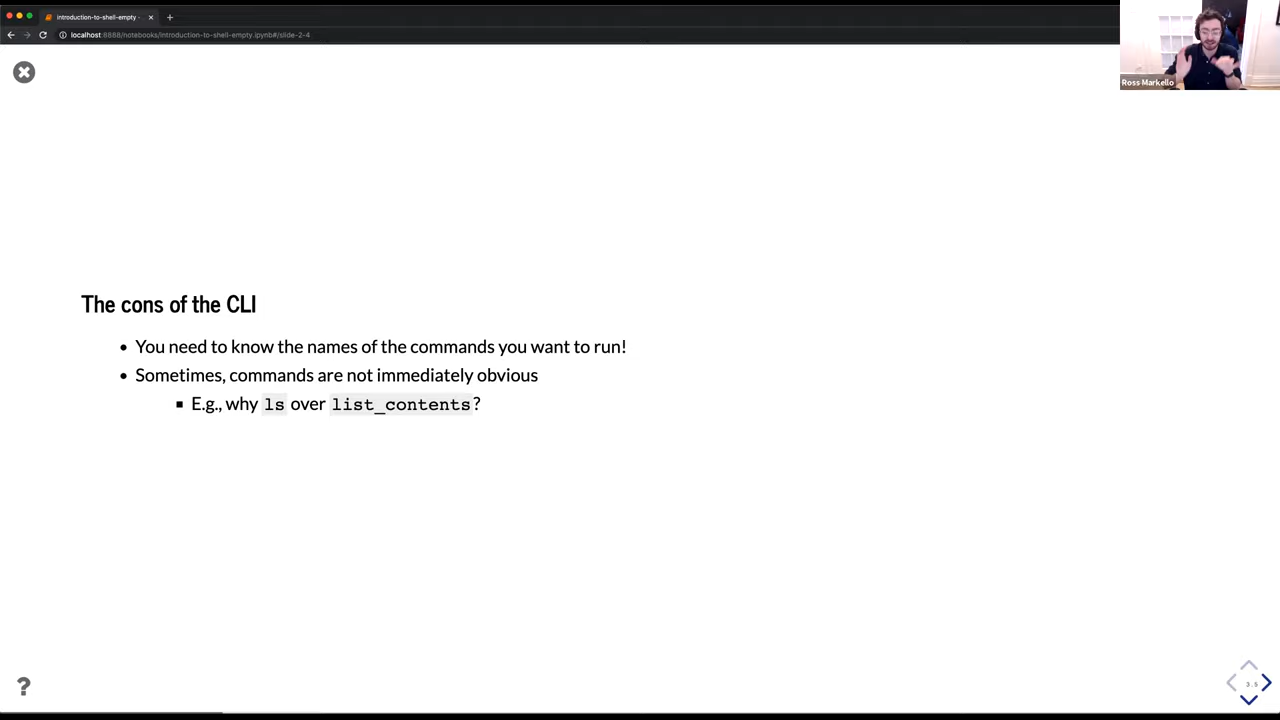 introduction-to-shell-empty -
localhost:8888/notebooks/introduction-to-shell-empty.ipynb#/slide-2-4
Ross Markello
The cons of the CLI
• You need to know the names of the commands you want to run!
• Sometimes, commands are not immediately obvious
▪ E.g., why ls over list_contents?
?
3.5